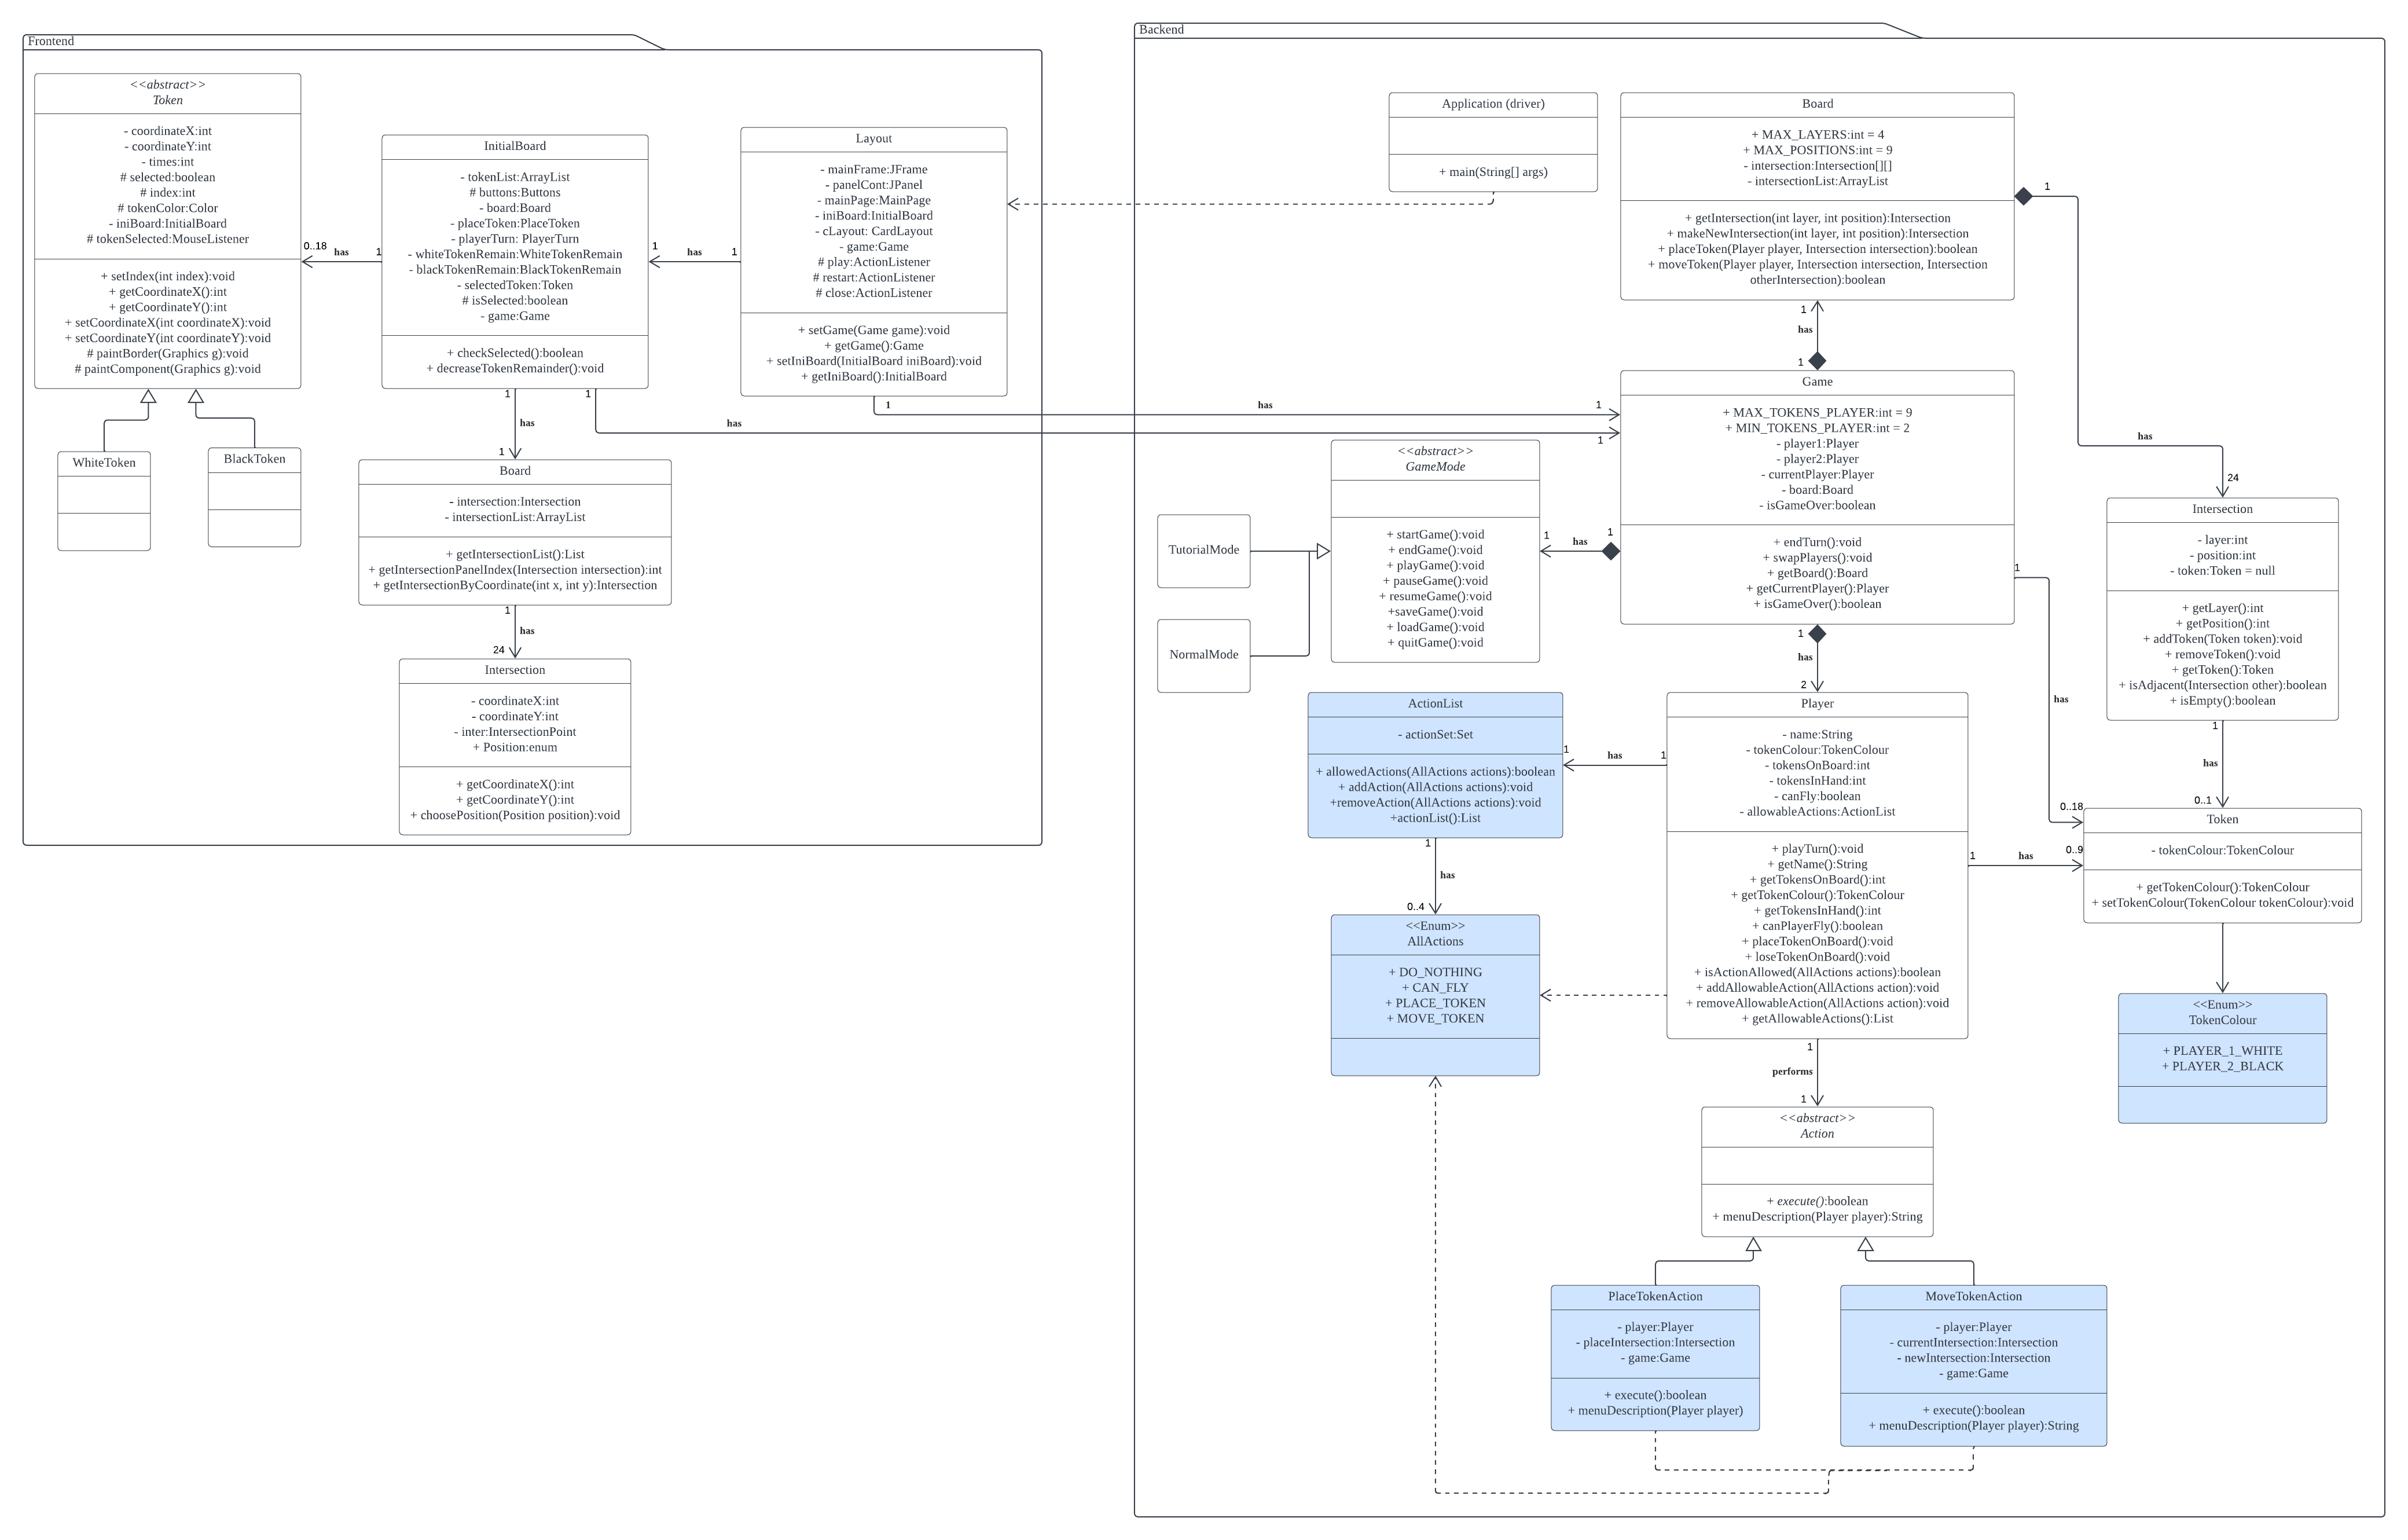 Frontend
<<abstract>>
Token
- coordinateX:int
- coordinateY:int
- times:int
# selected:boolean
# index:int
# tokenColor:Color
- iniBoard:InitialBoard
# tokenSelected:MouseListener
+ setIndex(int index):void
+ getCoordinateX():int
+ getCoordinateY():int
+ setCoordinateX(int coordinateX):void
+ setCoordinateY(int coordinateY):void
# paintBorder(Graphics g):void
# paintComponent(Graphics g):void
WhiteToken
BlackToken
0..18
has
1
InitialBoard
- tokenList:ArrayList
# buttons:Buttons
- board:Board
- placeToken:PlaceToken
- playerTurn: PlayerTurn
- whiteTokenRemain:WhiteTokenRemain
- blackTokenRemain:BlackTokenRemain
- selectedToken:Token
# isSelected:boolean
- game:Game
+ checkSelected():boolean
+ decreaseTokenRemainder():void
1
has
1
Layout
- mainFrame:JFrame
- panelCont:JPanel
- mainPage:MainPage
- iniBoard:InitialBoard
- cLayout: CardLayout
- game:Game
# play:ActionListener
# restart:ActionListener
# close:ActionListener
+ setGame(Game game):void
+ getGame():Game
+ setIniBoard(InitialBoard iniBoard):void
+ getIniBoard():InitialBoard
1
has
1
1
has
1
1
has
1
Board
- intersection:Intersection
- intersectionList:ArrayList
+ getIntersectionList():List
+ getIntersectionPanelIndex(Intersection intersection):int
+ getIntersectionByCoordinate(int x, int y):Intersection
1
has
24
Intersection
- coordinateX:int
- coordinateY:int
- inter:IntersectionPoint
+ Position:enum
+ getCoordinateX():int
+ getCoordinateY():int
+ choosePosition(Position position):void
Backend
Application (driver)
+ main(String[] args)
Board
+ MAX_LAYERS:int = 4
+ MAX_POSITIONS:int = 9
- intersection:Intersection[][]
- intersectionList:ArrayList
+ getIntersection(int layer, int position):Intersection
+ makeNewIntersection(int layer, int position):Intersection
+ placeToken(Player player, Intersection intersection):boolean
+ moveToken(Player player, Intersection intersection, Intersection
otherIntersection):boolean
1
has
24
1
has
1
Game
+ MAX_TOKENS_PLAYER:int = 9
+ MIN_TOKENS_PLAYER:int = 2
- player1:Player
- player2:Player
- currentPlayer:Player
- board:Board
- isGameOver:boolean
+ endTurn():void
+ swapPlayers():void
+ getBoard():Board
+ getCurrentPlayer():Player
+ isGameOver():boolean
<<abstract>>
GameMode
+ startGame():void
+ endGame():void
+ playGame():void
+ pauseGame():void
+ resumeGame():void
+saveGame():void
+ loadGame():void
+ quitGame():void
1
has
1
TutorialMode
NormalMode
1
has
0..18
1
has
2
Intersection
- layer:int
- position:int
- token:Token = null
+ getLayer():int
+ getPosition():int
+ addToken(Token token):void
+ removeToken():void
+ getToken():Token
+ isAdjacent(Intersection other):boolean
+ isEmpty():boolean
1
has
0..1
ActionList
- actionSet:Set
+ allowedActions(AllActions actions):boolean
+ addAction(AllActions actions):void
+removeAction(AllActions actions):void
+actionList():List
1
has
1
Player
- name:String
- tokenColour:TokenColour
- tokensOnBoard:int
- tokensInHand:int
- canFly:boolean
- allowableActions:ActionList
+ playTurn():void
+ getName():String
+ getTokensOnBoard():int
+ getTokenColour():TokenColour
+ getTokensInHand():int
+ canPlayerFly():boolean
+ placeTokenOnBoard():void
+ loseTokenOnBoard():void
+ isActionAllowed(AllActions actions):boolean
+ addAllowableAction(AllActions action):void
+ removeAllowableAction(AllActions action):void
+ getAllowableActions():List
1
has
0..9
Token
- tokenColour:TokenColour
+ getTokenColour():TokenColour
+ setTokenColour(TokenColour tokenColour):void
1
has
0..4
<<Enum>>
AllActions
+ DO_NOTHING
+ CAN_FLY
+ PLACE_TOKEN
+ MOVE_TOKEN
<<Enum>>
TokenColour
+ PLAYER_1_WHITE
+ PLAYER_2_BLACK
1
performs
1
<<abstract>>
Action
+ execute():boolean
+ menuDescription(Player player):String
PlaceTokenAction
- player:Player
- placeIntersection:Intersection
- game:Game
+ execute():boolean
+ menuDescription(Player player)
MoveTokenAction
- player:Player
- currentIntersection:Intersection
- newIntersection:Intersection
- game:Game
+ execute():boolean
+ menuDescription(Player player):String